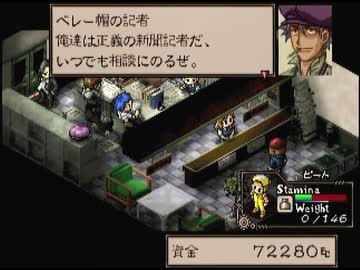 ベレー帽の記者
俺達は正義の新聞記者だ、
いつでも相談にのるぜ。
ピート
Stamina
Weight
0/146
資金 72280